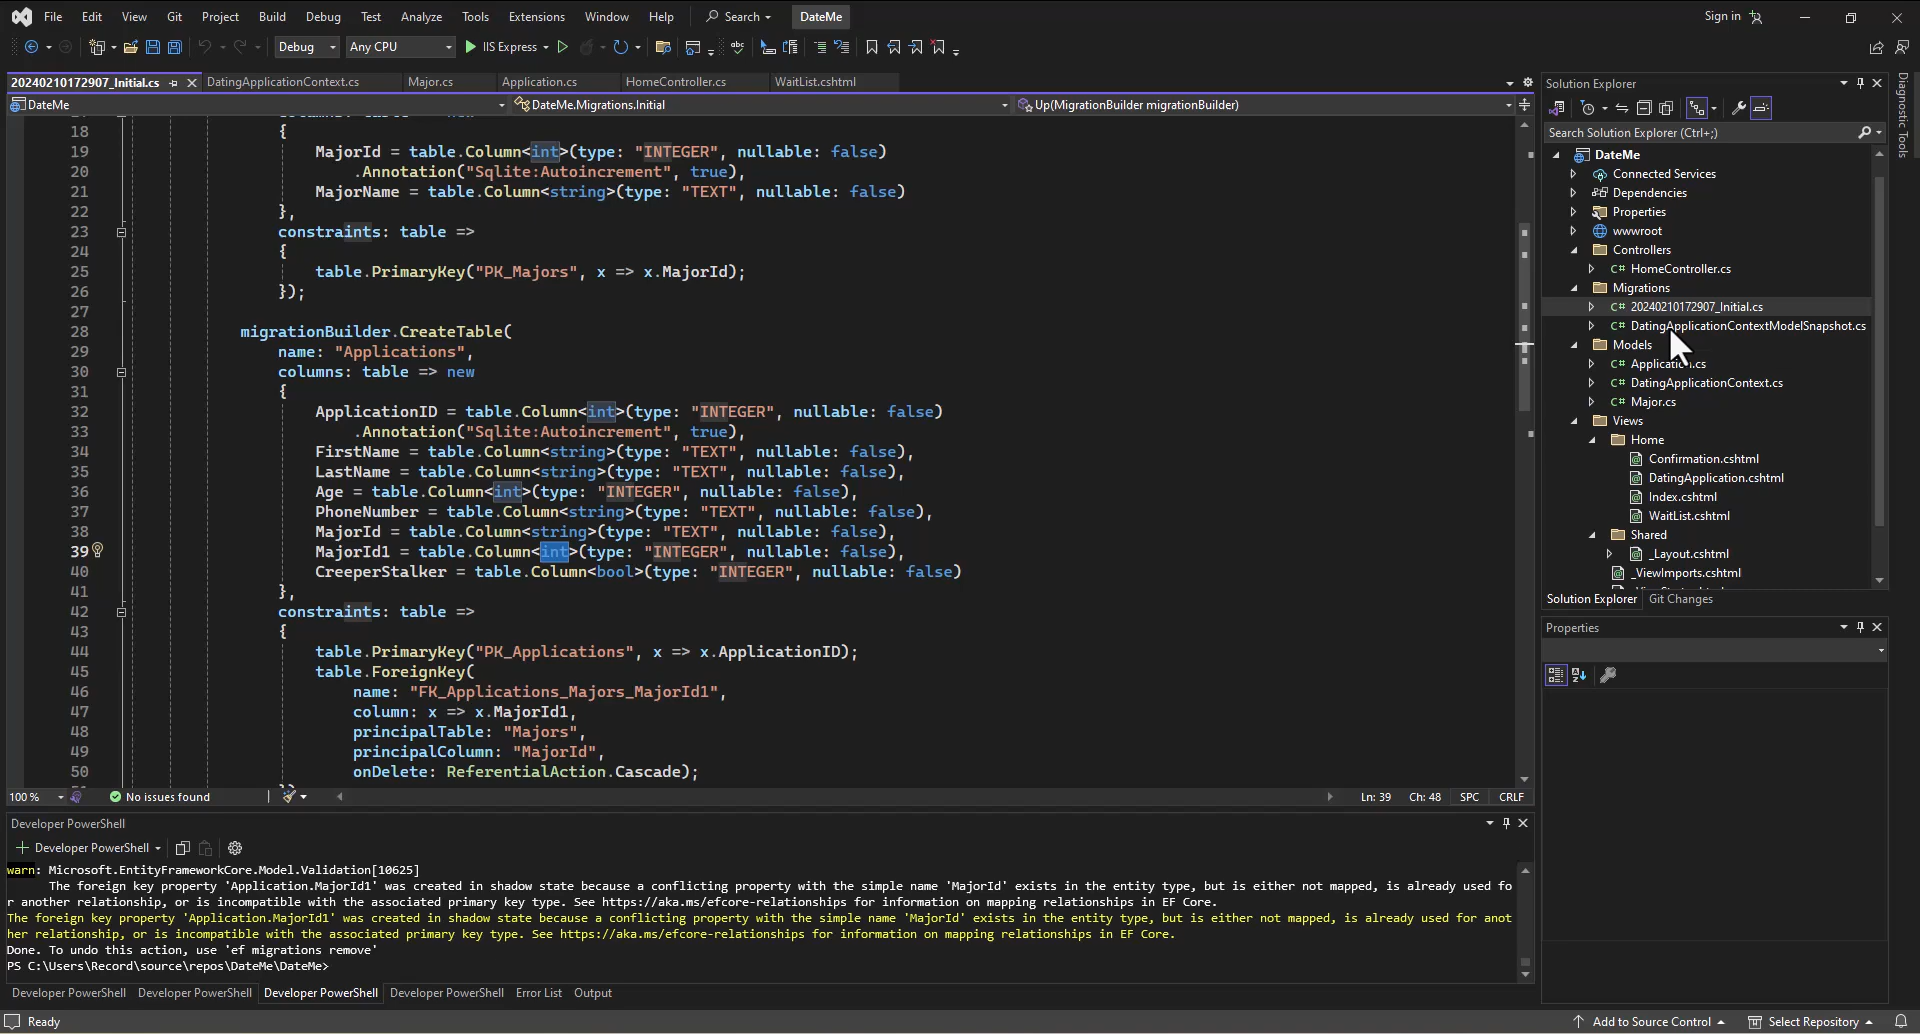 File Edit View Git Project Build Debug Test Analyze Tools Extensions Window Help Search DateMe Sign in
Debug Any CPU IIS Express
20240210172907_Initial.cs DatingApplicationContext.cs Major.cs Application.cs HomeController.cs WaitList.cshtml
DateMe DateMe.Migrations.Initial Up(MigrationBuilder migrationBuilder)
18 {
19 MajorId = table.Column<int>(type: "INTEGER", nullable: false)
20 .Annotation("Sqlite:Autoincrement", true),
21 MajorName = table.Column<string>(type: "TEXT", nullable: false)
22 },
23 constraints: table =>
24 {
25 table.PrimaryKey("PK_Majors", x => x.MajorId);
26 });
27
28 migrationBuilder.CreateTable(
29 name: "Applications",
30 columns: table => new
31 {
32 ApplicationID = table.Column<int>(type: "INTEGER", nullable: false)
33 .Annotation("Sqlite:Autoincrement", true),
34 FirstName = table.Column<string>(type: "TEXT", nullable: false),
35 LastName = table.Column<string>(type: "TEXT", nullable: false),
36 Age = table.Column<int>(type: "INTEGER", nullable: false),
37 PhoneNumber = table.Column<string>(type: "TEXT", nullable: false),
38 MajorId = table.Column<string>(type: "TEXT", nullable: false),
39 MajorId1 = table.Column<int>(type: "INTEGER", nullable: false),
40 CreeperStalker = table.Column<bool>(type: "INTEGER", nullable: false)
41 },
42 constraints: table =>
43 {
44 table.PrimaryKey("PK_Applications", x => x.ApplicationID);
45 table.ForeignKey(
46 name: "FK_Applications_Majors_MajorId1",
47 column: x => x.MajorId1,
48 principalTable: "Majors",
49 principalColumn: "MajorId",
50 onDelete: ReferentialAction.Cascade);
100 % No issues found Ln: 39 Ch: 48 SPC CRLF
Developer PowerShell
Developer PowerShell
warn: Microsoft.EntityFrameworkCore.Model.Validation[10625]
The foreign key property 'Application.MajorId1' was created in shadow state because a conflicting property with the simple name 'MajorId' exists in the entity type, but is either not mapped, is already used fo
r another relationship, or is incompatible with the associated primary key type. See https://aka.ms/efcore-relationships for information on mapping relationships in EF Core.
The foreign key property 'Application.MajorId1' was created in shadow state because a conflicting property with the simple name 'MajorId' exists in the entity type, but is either not mapped, is already used for anot
her relationship, or is incompatible with the associated primary key type. See https://aka.ms/efcore-relationships for information on mapping relationships in EF Core.
Done. To undo this action, use 'ef migrations remove'
PS C:\Users\Record\source\repos\DateMe\DateMe>
Developer PowerShell Developer PowerShell Developer PowerShell Developer PowerShell Error List Output
Ready Add to Source Control Select Repository
Solution Explorer
Search Solution Explorer (Ctrl+;)
DateMe
Connected Services
Dependencies
Properties
wwwroot
Controllers
C# HomeController.cs
Migrations
C# 20240210172907_Initial.cs
C# DatingApplicationContextModelSnapshot.cs
Models
C# Application.cs
C# DatingApplicationContext.cs
C# Major.cs
Views
Home
Confirmation.cshtml
DatingApplication.cshtml
Index.cshtml
WaitList.cshtml
Shared
_Layout.cshtml
_ViewImports.cshtml
Solution Explorer Git Changes
Properties
Diagnostic Tools